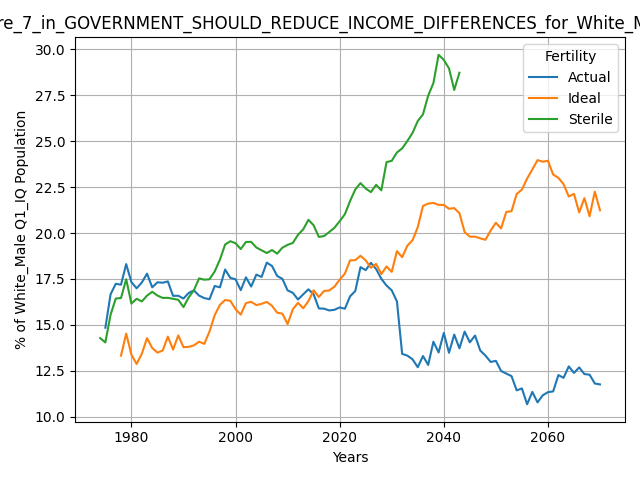 re_7_in_GOVERNMENT_SHOULD_REDUCE_INCOME_DIFFERENCES_for_White_M
Fertility
Actual
Ideal
Sterile
% of White_Male Q1_IQ Population
30.0
27.5
25.0
22.5
20.0
17.5
15.0
12.5
10.0
1980 2000 2020 2040 2060
Years